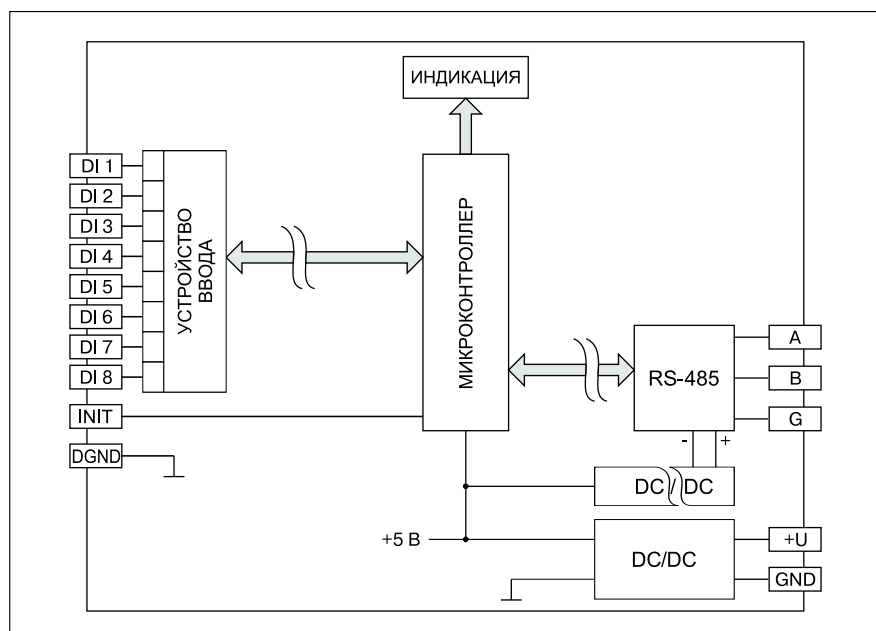 ИНДИКАЦИЯ
DI 1
DI 2
DI 3
DI 4
DI 5
DI 6
DI 7
DI 8
INIT
DGND
УСТРОЙСТВО
ВВОДА
МИКРОКОНТРОЛЛЕР
RS-485
A
B
G
- +
DC / DC
+5 В
DC/DC
+U
GND